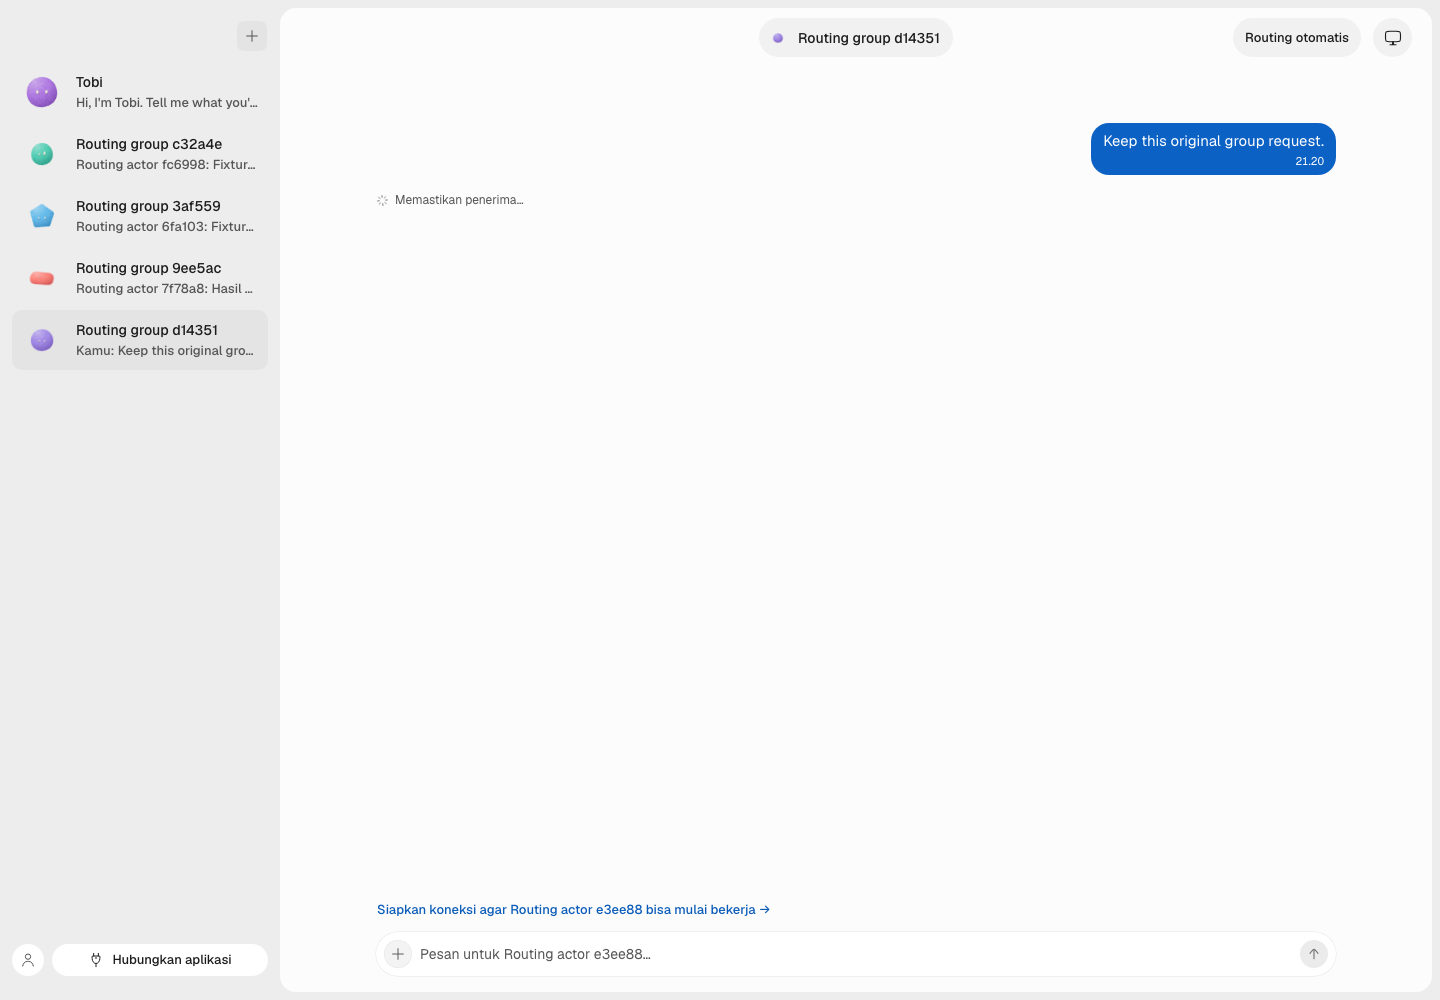 Tobi
Hi, I'm Tobi. Tell me what you'...
Routing group c32a4e
Routing actor fc6998: Fixtur...
Routing group 3af559
Routing actor 6fa103: Fixtur...
Routing group 9ee5ac
Routing actor 7f78a8: Hasil ...
Routing group d14351
Kamu: Keep this original gro...
Hubungkan aplikasi
Routing group d14351
Routing otomatis
Keep this original group request.
21.20
Memastikan penerima...
Siapkan koneksi agar Routing actor e3ee88 bisa mulai bekerja →
Pesan untuk Routing actor e3ee88...